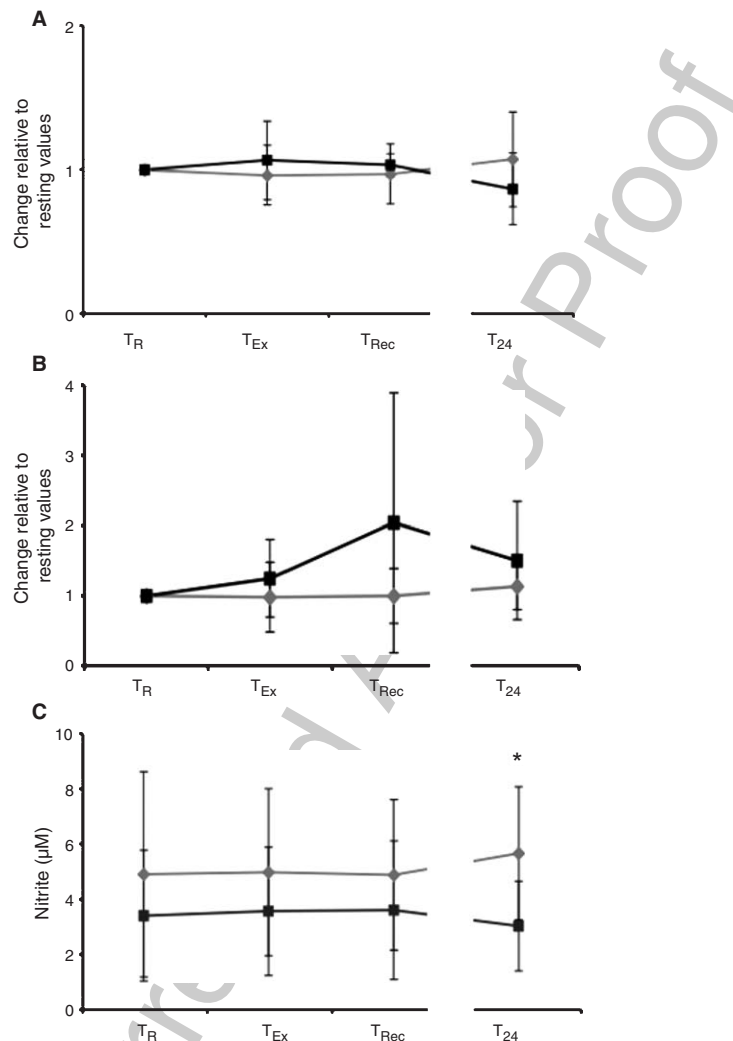 A
2
1
0
Change relative to
resting values
TR
TEx
TRec
T24
B
4
3
2
1
0
Change relative to
resting values
TR
TEx
TRec
T24
C
10
8
6
4
2
0
Nitrite (µM)
*
TR
TEx
TRec
T24
or Proof